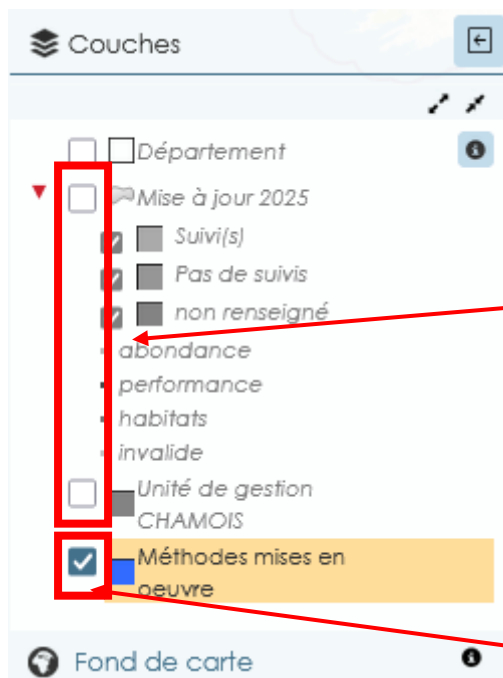 Couches
Département
Mise à jour 2025
Suivi(s)
Pas de suivis
non renseigné
abondance
performance
habitats
invalide
Unité de gestion
CHAMOIS
Méthodes mises en
oeuvre
Fond de carte